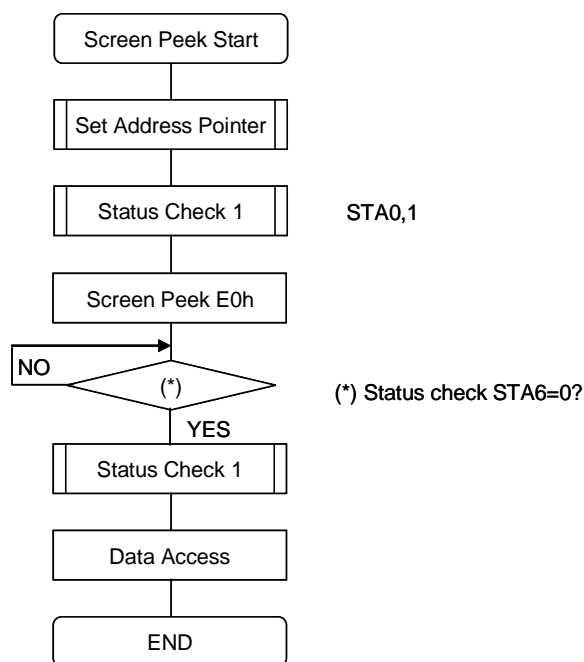 Screen Peek Start
Set Address Pointer
Status Check 1
STA0,1
Screen Peek E0h
NO
(*)
(*) Status check STA6=0?
YES
Status Check 1
Data Access
END